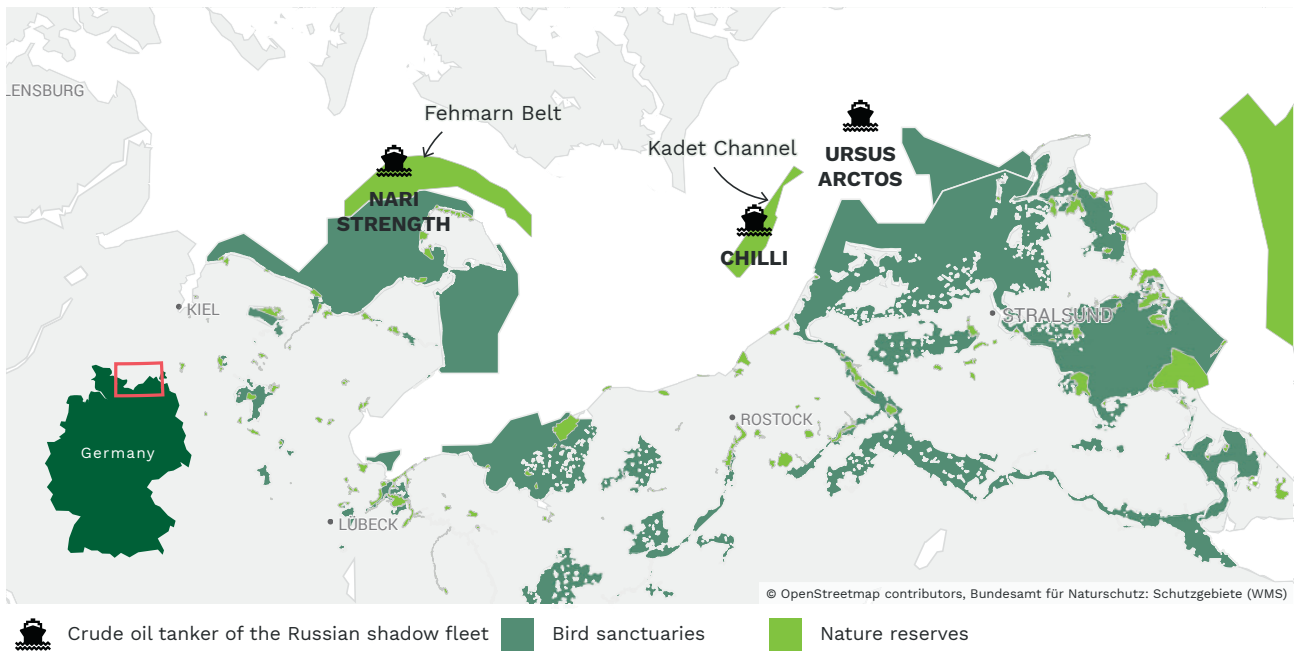 LENSBURG
Fehmarn Belt
Kadet Channel
URSUS
ARCTOS
NARI
STRENGTH
CHILLI
KIEL
STRALSUND
ROSTOCK
Germany
LÜBECK
© OpenStreetmap contributors, Bundesamt für Naturschutz: Schutzgebiete (WMS)
Crude oil tanker of the Russian shadow fleet
Bird sanctuaries
Nature reserves